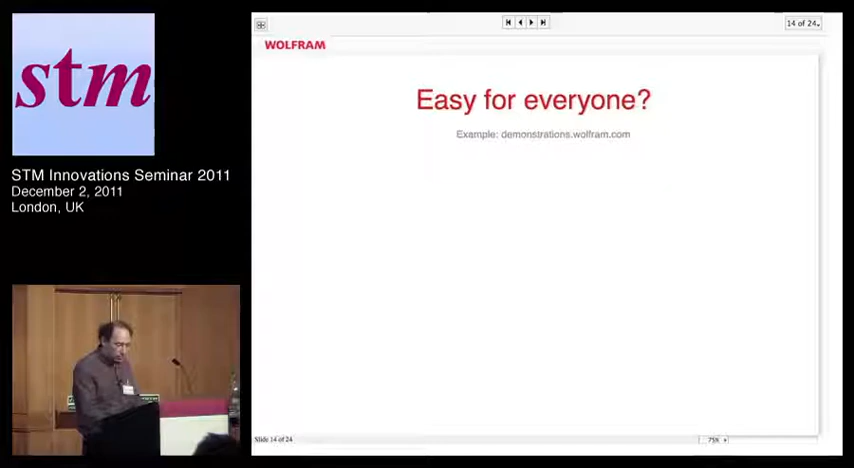 stm
STM Innovations Seminar 2011
December 2, 2011
London, UK
14 of 24
WOLFRAM
Easy for everyone?
Example: demonstrations.wolfram.com
Slide 14 of 24
75%